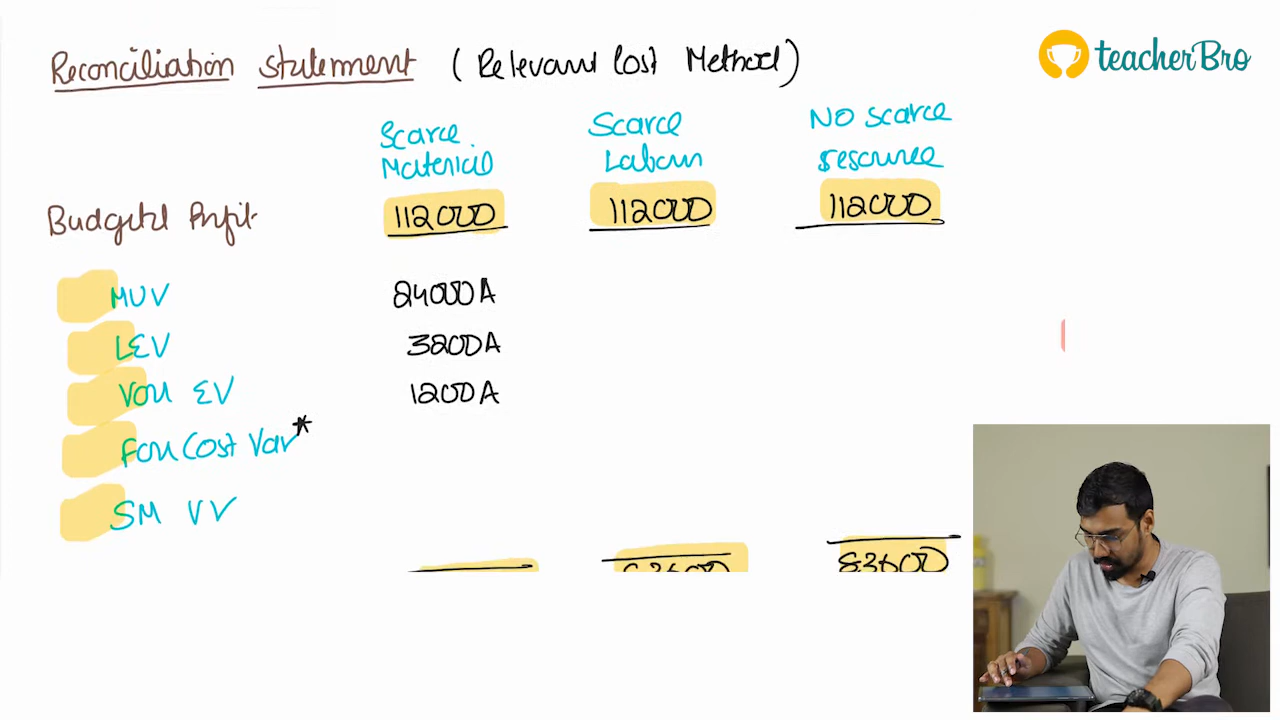 teacherBro
Reconciliation statement (Relevant Cost Method)
Scarce Material
Scarce Labour
No scarce resource
Budgeted Profit 112000 112000 112000
MUV 24000A
LEV 3200A
VOH EV 1200A
FOH Cost Var*
SM VV
83600